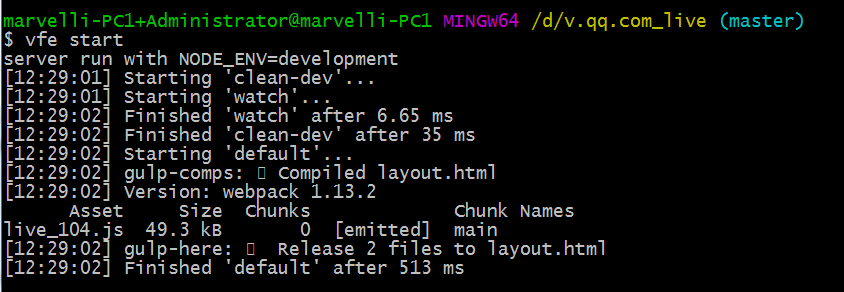 marvelli-PC1+Administrator@marvelli-PC1 MINGW64 /d/v.qq.com_live (master)
$ vfe start
server run with NODE_ENV=development
[12:29:01] Starting 'clean-dev'...
[12:29:01] Starting 'watch'...
[12:29:02] Finished 'watch' after 6.65 ms
[12:29:02] Finished 'clean-dev' after 35 ms
[12:29:02] Starting 'default'...
[12:29:02] gulp-comps: ▯ Compiled layout.html
[12:29:02] Version: webpack 1.13.2
Asset Size Chunks Chunk Names
live_104.js 49.3 kB 0 [emitted] main
[12:29:02] gulp-here: ▯ Release 2 files to layout.html
[12:29:02] Finished 'default' after 513 ms